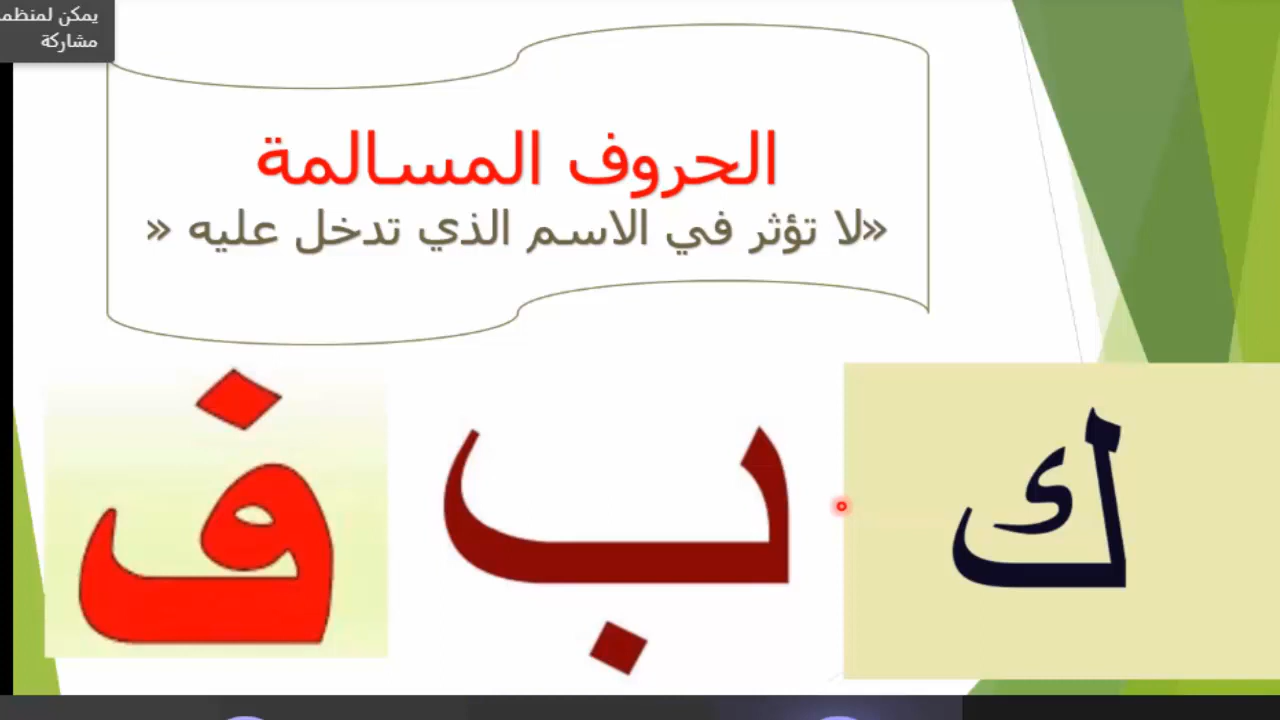 يمكن لمنظم
مشاركة
الحروف المسالمة
«لا تؤثر في الاسم الذي تدخل عليه «
ك ب ف